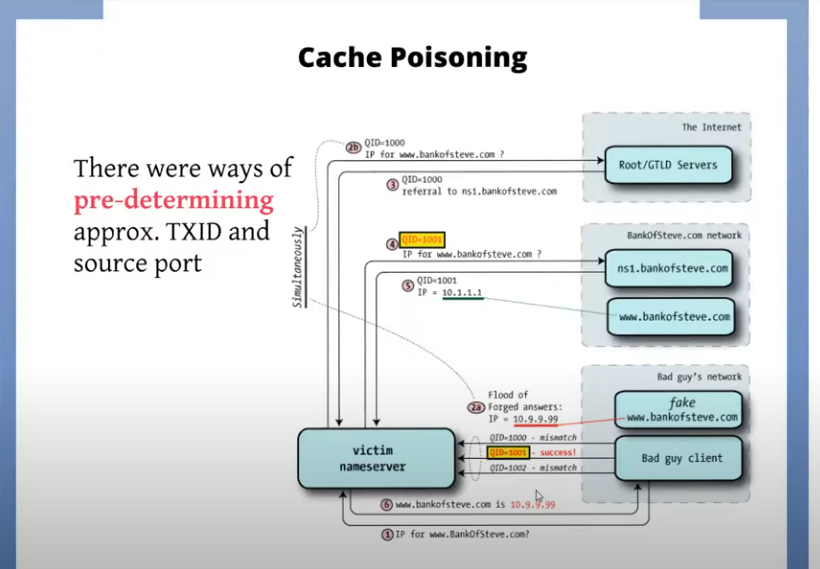 Cache Poisoning
There were ways of
pre-determining
approx. TXID and
source port
The Internet
2b QID=1000
IP for www.bankofsteve.com ?
Root/GTLD Servers
3 QID=1000
referral to ns1.bankofsteve.com
Simultaneously
BankOfSteve.com network
4 QID=1001
IP for www.bankofsteve.com ?
ns1.bankofsteve.com
5 QID=1001
IP = 10.1.1.1
www.bankofsteve.com
Bad guy's network
2a Flood of
Forged answers:
IP = 10.9.9.99
fake
www.bankofsteve.com
victim
nameserver
QID=1000 - mismatch
QID=1001 - success!
QID=1002 - mismatch
Bad guy client
6 www.bankofsteve.com is 10.9.9.99
1 IP for www.BankOfSteve.com?